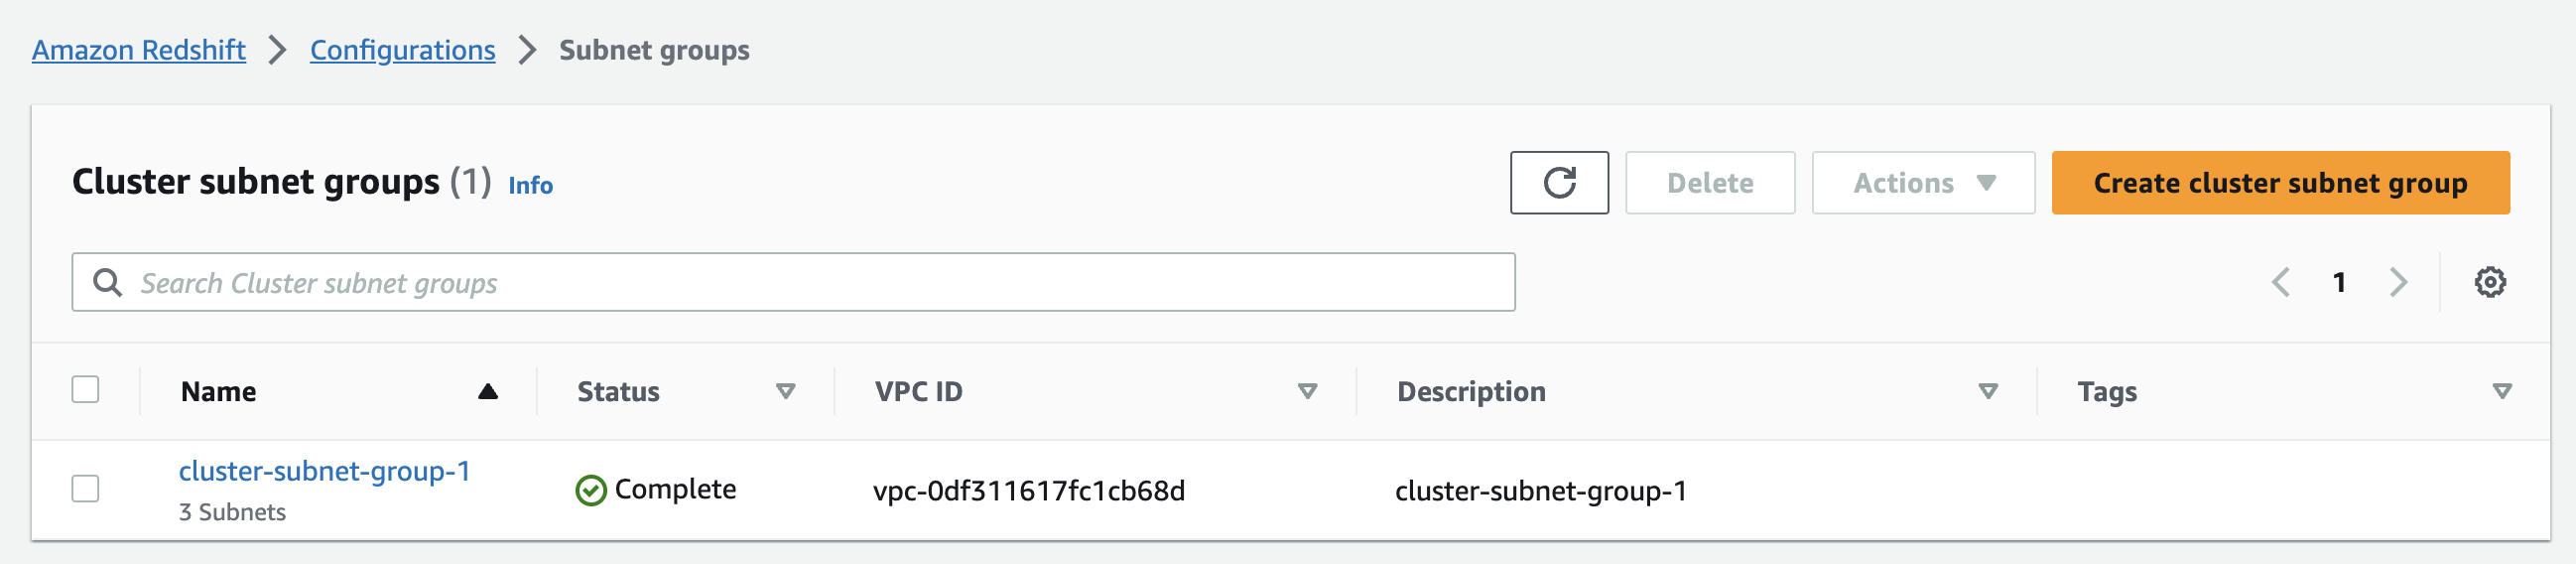 Amazon Redshift > Configurations > Subnet groups
Cluster subnet groups (1) Info
Delete Actions Create cluster subnet group
Search Cluster subnet groups
1
Name Status VPC ID Description Tags
cluster-subnet-group-1 Complete vpc-0df311617fc1cb68d cluster-subnet-group-1
3 Subnets